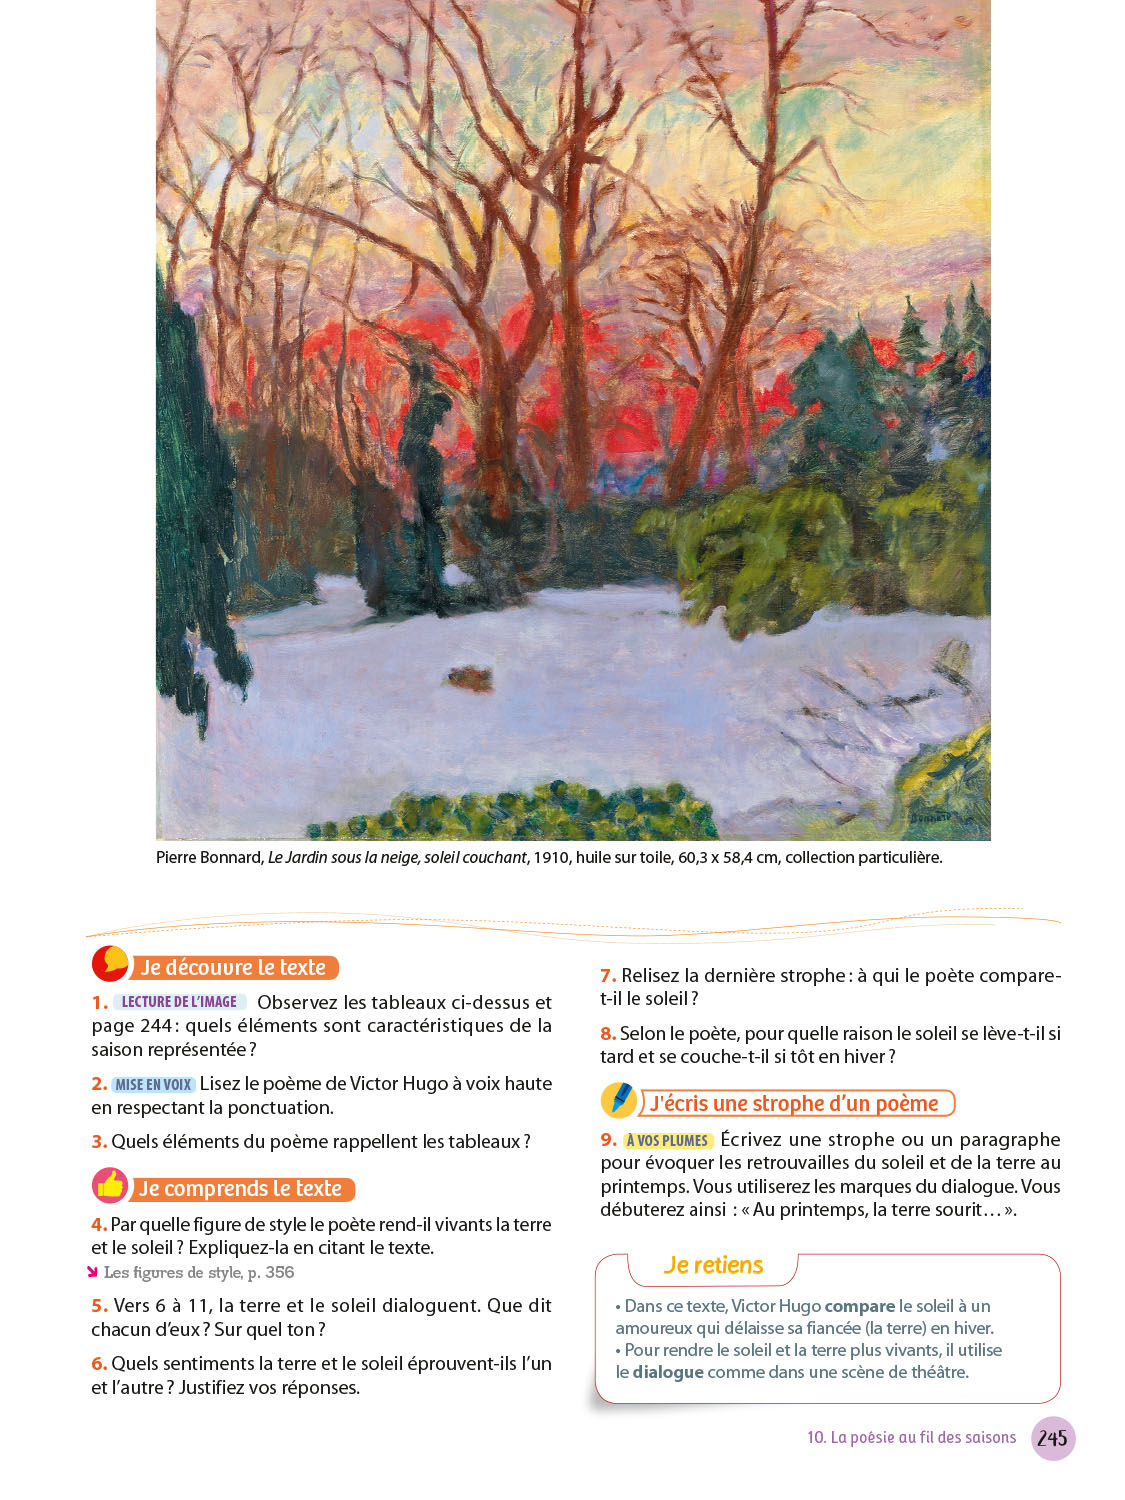 Bonnard
Pierre Bonnard, Le Jardin sous la neige, soleil couchant, 1910, huile sur toile, 60,3 x 58,4 cm, collection particulière.
Je découvre le texte
1. LECTURE DE L'IMAGE Observez les tableaux ci-dessus et
page 244 : quels éléments sont caractéristiques de la
saison représentée ?
2. MISE EN VOIX Lisez le poème de Victor Hugo à voix haute
en respectant la ponctuation.
3. Quels éléments du poème rappellent les tableaux ?
Je comprends le texte
4. Par quelle figure de style le poète rend-il vivants la terre
et le soleil ? Expliquez-la en citant le texte.
Les figures de style, p. 356
5. Vers 6 à 11, la terre et le soleil dialoguent. Que dit
chacun d'eux ? Sur quel ton ?
6. Quels sentiments la terre et le soleil éprouvent-ils l'un
et l'autre ? Justifiez vos réponses.
7. Relisez la dernière strophe : à qui le poète compare-
t-il le soleil ?
8. Selon le poète, pour quelle raison le soleil se lève-t-il si
tard et se couche-t-il si tôt en hiver ?
J'écris une strophe d'un poème
9. À VOS PLUMES Écrivez une strophe ou un paragraphe
pour évoquer les retrouvailles du soleil et de la terre au
printemps. Vous utiliserez les marques du dialogue. Vous
débuterez ainsi : « Au printemps, la terre sourit… ».
Je retiens
• Dans ce texte, Victor Hugo compare le soleil à un
amoureux qui délaisse sa fiancée (la terre) en hiver.
• Pour rendre le soleil et la terre plus vivants, il utilise
le dialogue comme dans une scène de théâtre.
10. La poésie au fil des saisons 245